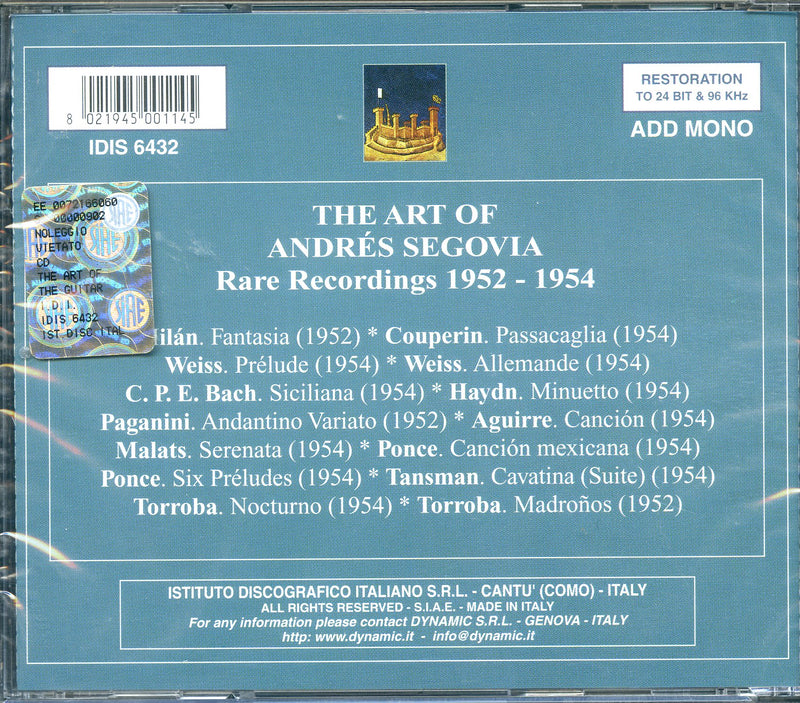 RESTORATION
TO 24 BIT & 96 KHz
8 021945 001145
ADD MONO
IDIS 6432
EE 0072166060
00000902
NOLEGGIO
VIETATO
CD
THE ART OF
THE GUITAR
I.D.I.
IDIS 6432
IST DISC ITAL
THE ART OF
ANDRÉS SEGOVIA
Rare Recordings 1952 - 1954
ilán. Fantasia (1952) * Couperin. Passacaglia (1954)
Weiss. Prélude (1954) * Weiss. Allemande (1954)
C. P. E. Bach. Siciliana (1954) * Haydn. Minuetto (1954)
Paganini. Andantino Variato (1952) * Aguirre. Canción (1954)
Malats. Serenata (1954) * Ponce. Canción mexicana (1954)
Ponce. Six Préludes (1954) * Tansman. Cavatina (Suite) (1954)
Torroba. Nocturno (1954) * Torroba. Madroños (1952)
ISTITUTO DISCOGRAFICO ITALIANO S.R.L. - CANTU' (COMO) - ITALY
ALL RIGHTS RESERVED - S.I.A.E. - MADE IN ITALY
For any information please contact DYNAMIC S.R.L. - GENOVA - ITALY
http: www.dynamic.it - info@dynamic.it